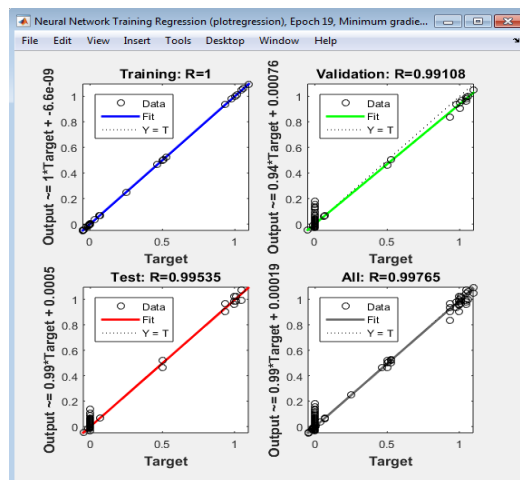 Neural Network Training Regression (plotregression), Epoch 19, Minimum gradie...
File Edit View Insert Tools Desktop Window Help
Training: R=1
Output ~= 1*Target + -6.6e-09
Data
Fit
Y = T
1
0.8
0.6
0.4
0.2
0
0 0.5 1
Target
Validation: R=0.99108
Output ~= 0.94*Target + 0.00076
Data
Fit
Y = T
1
0.8
0.6
0.4
0.2
0
0 0.5 1
Target
Test: R=0.99535
Output ~= 0.99*Target + 0.0005
Data
Fit
Y = T
1
0.8
0.6
0.4
0.2
0
0 0.5 1
Target
All: R=0.99765
Output ~= 0.99*Target + 0.00019
Data
Fit
Y = T
1
0.8
0.6
0.4
0.2
0
0 0.5 1
Target